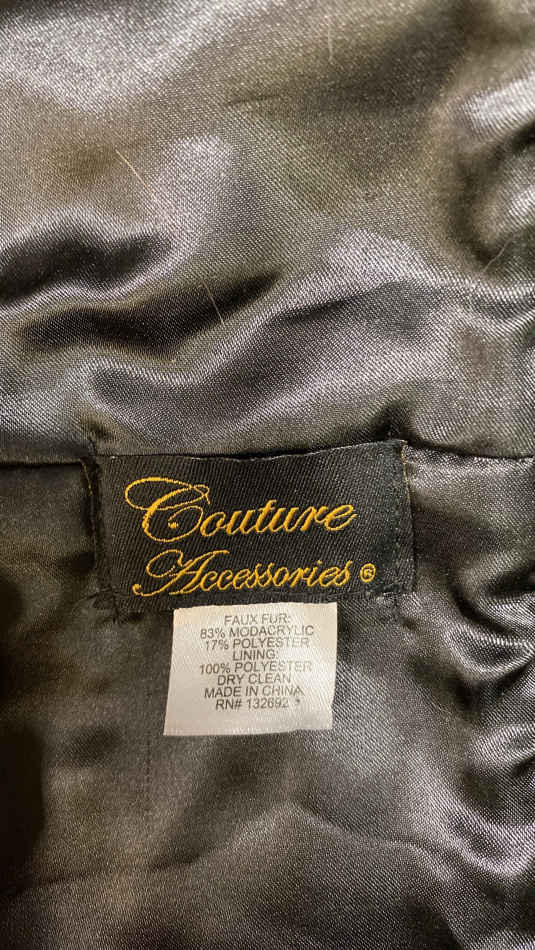 Couture
Accessories ®
FAUX FUR:
83% MODACRYLIC
17% POLYESTER
LINING:
100% POLYESTER
DRY CLEAN
MADE IN CHINA
RN# 132692